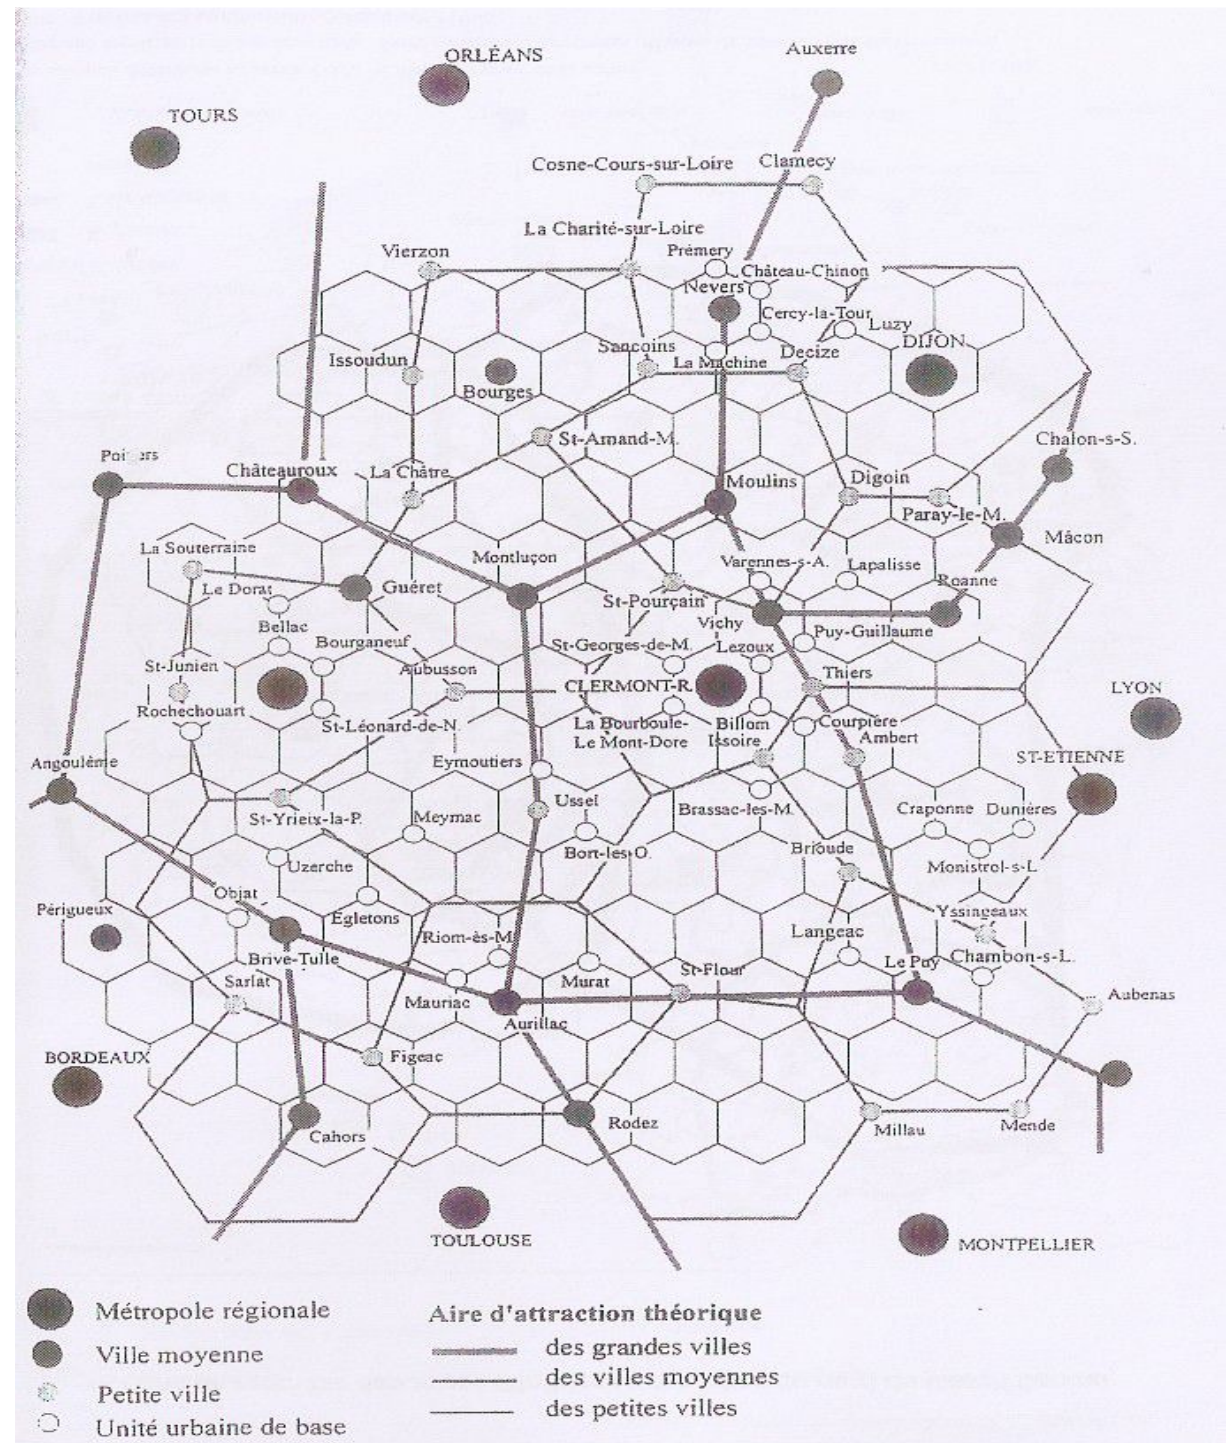 ORLÉANS
Auxerre
TOURS
Cosne-Cours-sur-Loire
Clamecy
La Charité-sur-Loire
Vierzon
Prémery
Château-Chinon
Nevers
Cercy-la-Tour
Luzy
DIJON
Sancoins
La Machine
Decize
Issoudun
Bourges
St-Amand-M.
Chalon-s-S.
Châteauroux
La Châtre
Moulins
Digoin
Paray-le-M.
Mâcon
La Souterraine
Montluçon
Varennes-s-A.
Lapalisse
Le Dorat
Guéret
Roanne
St-Pourçain
Vichy
Bellac
Bourganeuf
Puy-Guillaume
St-Georges-de-M.
Lezoux
St-Junien
Aubusson
Thiers
CLERMONT-R.
LYON
Rochechouart
St-Léonard-de-N.
La Bourboule-
Le Mont-Dore
Billom
Issoire
Courpière
Ambert
Angoulême
Eymoutiers
ST-ETIENNE
Ussel
Brassac-les-M.
Craponne
Dunières
St-Yrieix-la-P.
Meymac
Bort-les-O.
Brioude
Uzerche
Monistrol-s-L
Objat
Périgueux
Egletons
Yssingeaux
Riom-ès-M.
Langeac
Brive-Tulle
Chambon-s-L.
Le Puy
Sarlat
Murat
St-Flour
Mauriac
Aubenas
Aurillac
BORDEAUX
Figeac
Cahors
Rodez
Millau
Mende
TOULOUSE
MONTPELLIER
Métropole régionale
Ville moyenne
Petite ville
Unité urbaine de base
Aire d'attraction théorique
des grandes villes
des villes moyennes
des petites villes